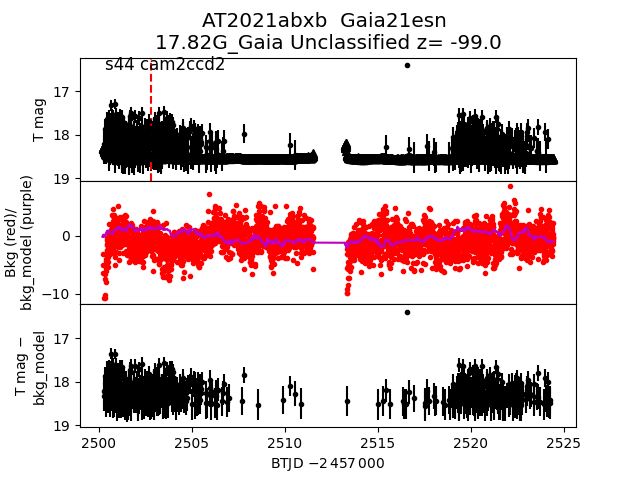 AT2021abxb  Gaia21esn
17.82G_Gaia Unclassified z= -99.0
s44 cam2ccd2
17
18
19
T mag
0
−10
Bkg (red)/
bkg_model (purple)
17
18
19
T mag −
bkg_model
2500
2505
2510
2515
2520
2525
BTJD −2 457 000